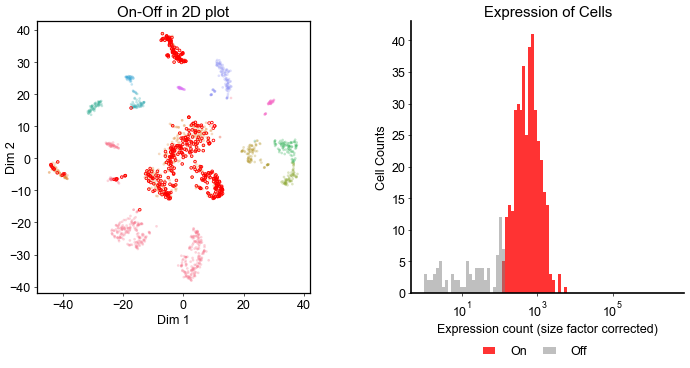 On-Off in 2D plot
40
30
20
10
0
−10
−20
−30
−40
Dim 2
−40 −20 0 20 40
Dim 1
Expression of Cells
40
35
30
25
20
15
10
5
0
Cell Counts
10^1 10^3 10^5
Expression count (size factor corrected)
On Off